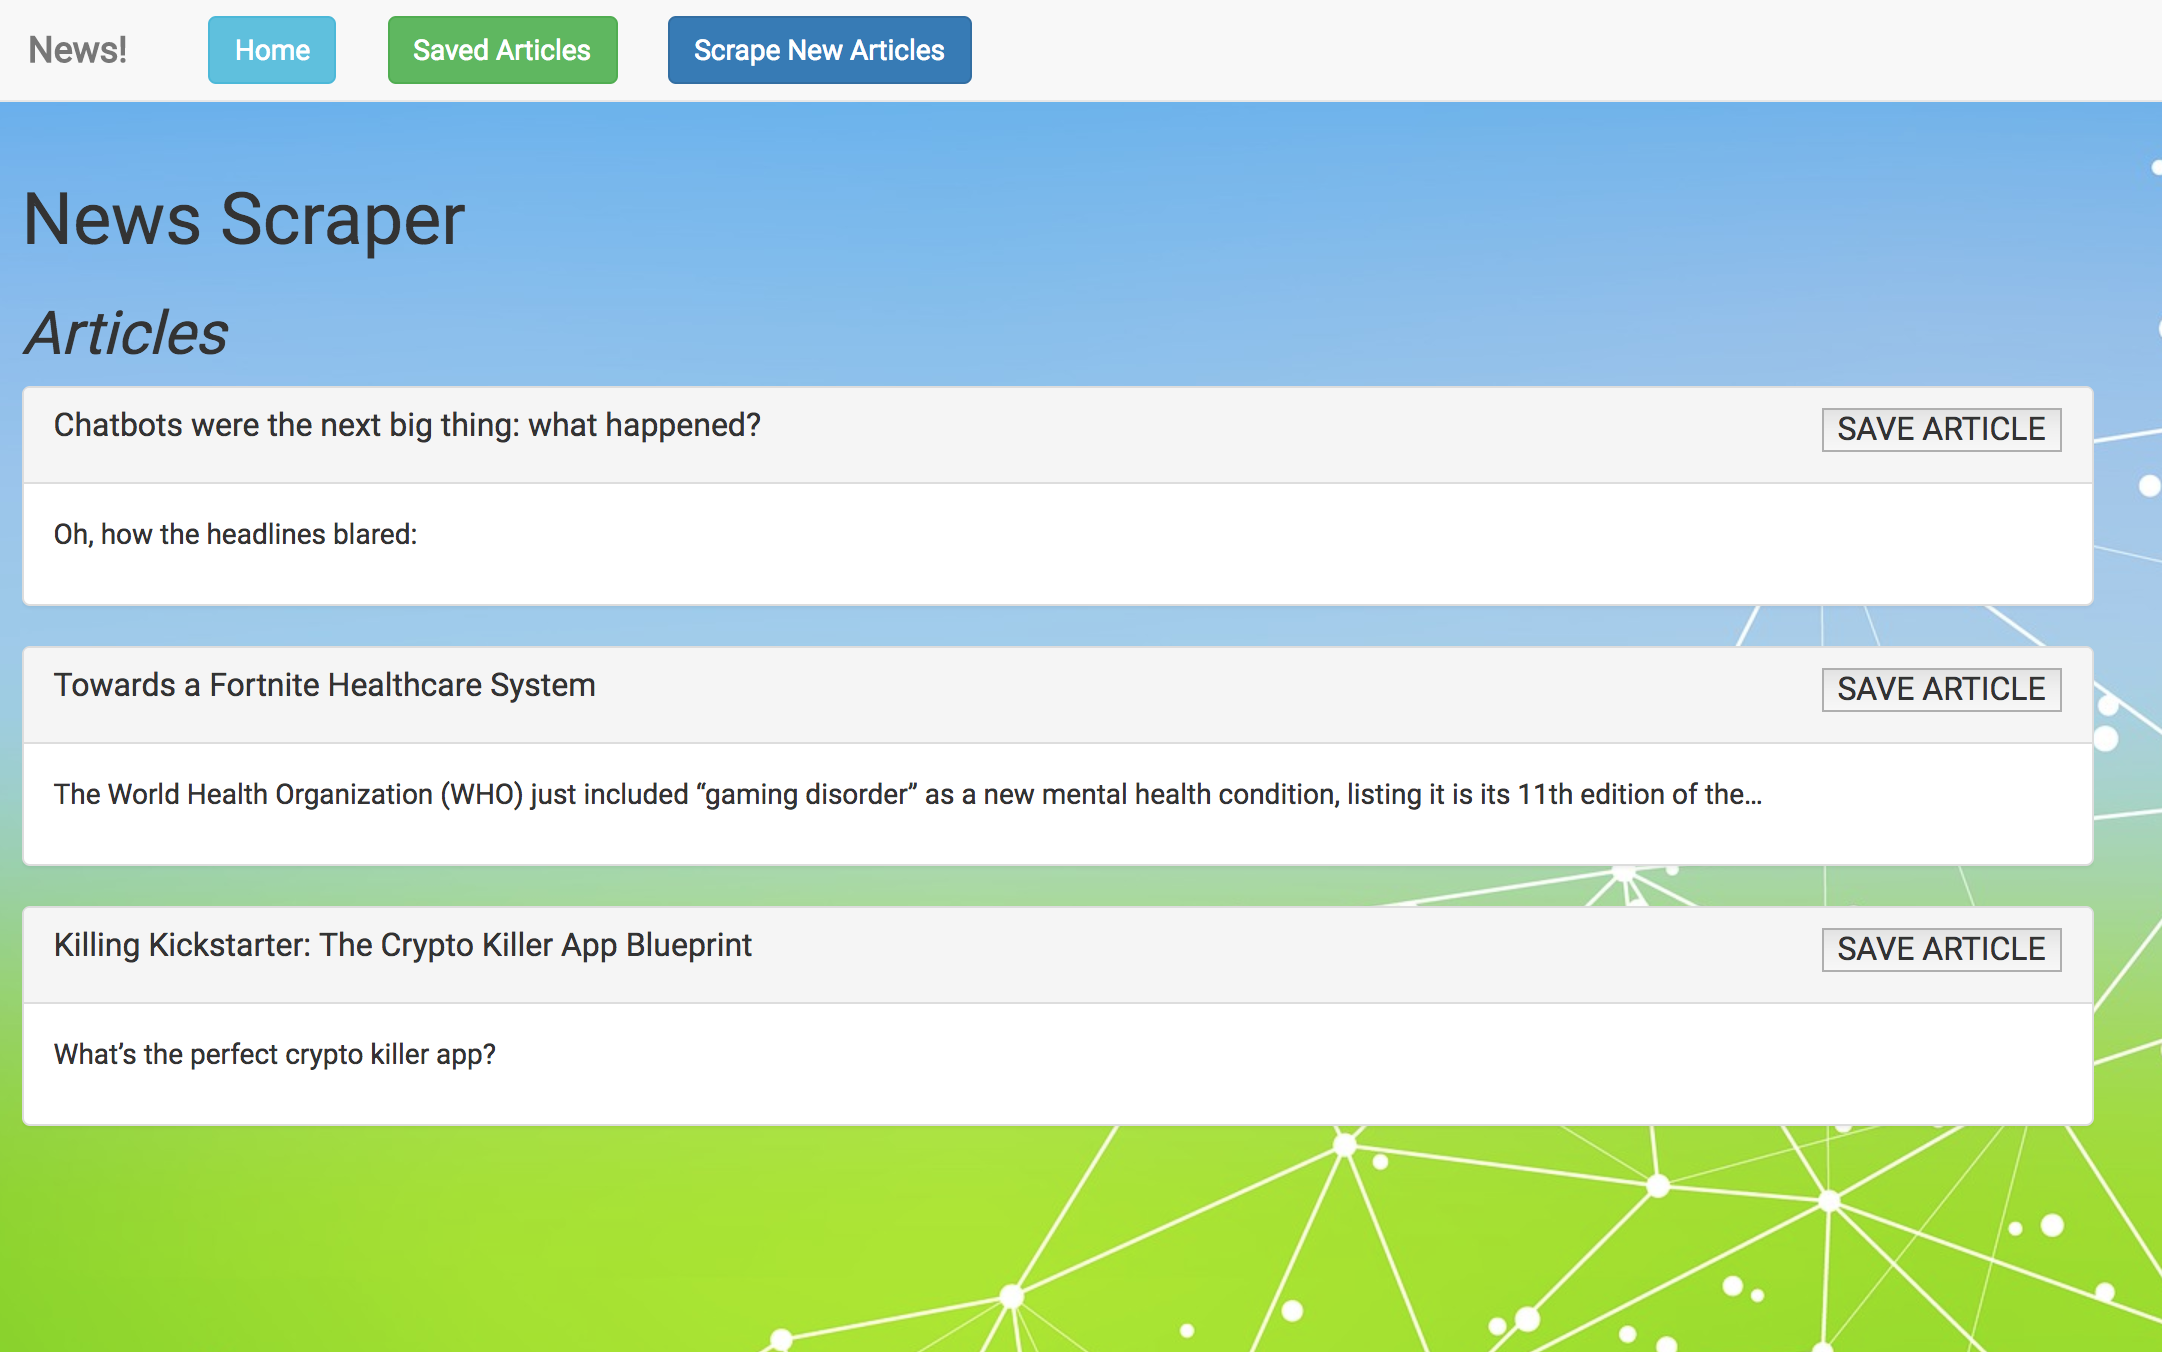 News! Home Saved Articles Scrape New Articles
News Scraper
Articles
Chatbots were the next big thing: what happened? SAVE ARTICLE
Oh, how the headlines blared:
Towards a Fortnite Healthcare System SAVE ARTICLE
The World Health Organization (WHO) just included “gaming disorder” as a new mental health condition, listing it is its 11th edition of the…
Killing Kickstarter: The Crypto Killer App Blueprint SAVE ARTICLE
What’s the perfect crypto killer app?